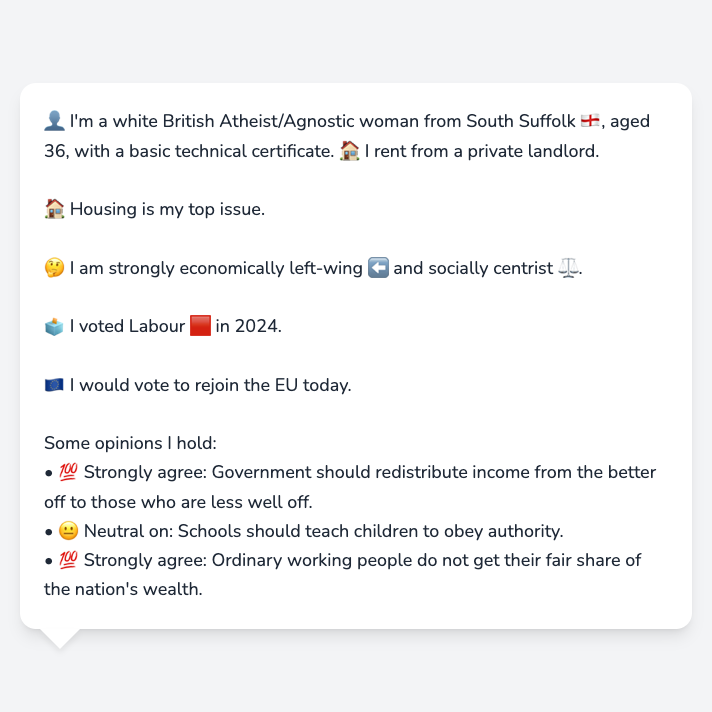 👤 I'm a white British Atheist/Agnostic woman from South Suffolk 🏴󠁧󠁢󠁥󠁮󠁧󠁿, aged
36, with a basic technical certificate. 🏠 I rent from a private landlord.
🏠 Housing is my top issue.
🤔 I am strongly economically left-wing ⬅️ and socially centrist ⚖️.
🗳️ I voted Labour 🟥 in 2024.
🇪🇺 I would vote to rejoin the EU today.
Some opinions I hold:
• 💯 Strongly agree: Government should redistribute income from the better
off to those who are less well off.
• 😐 Neutral on: Schools should teach children to obey authority.
• 💯 Strongly agree: Ordinary working people do not get their fair share of
the nation's wealth.